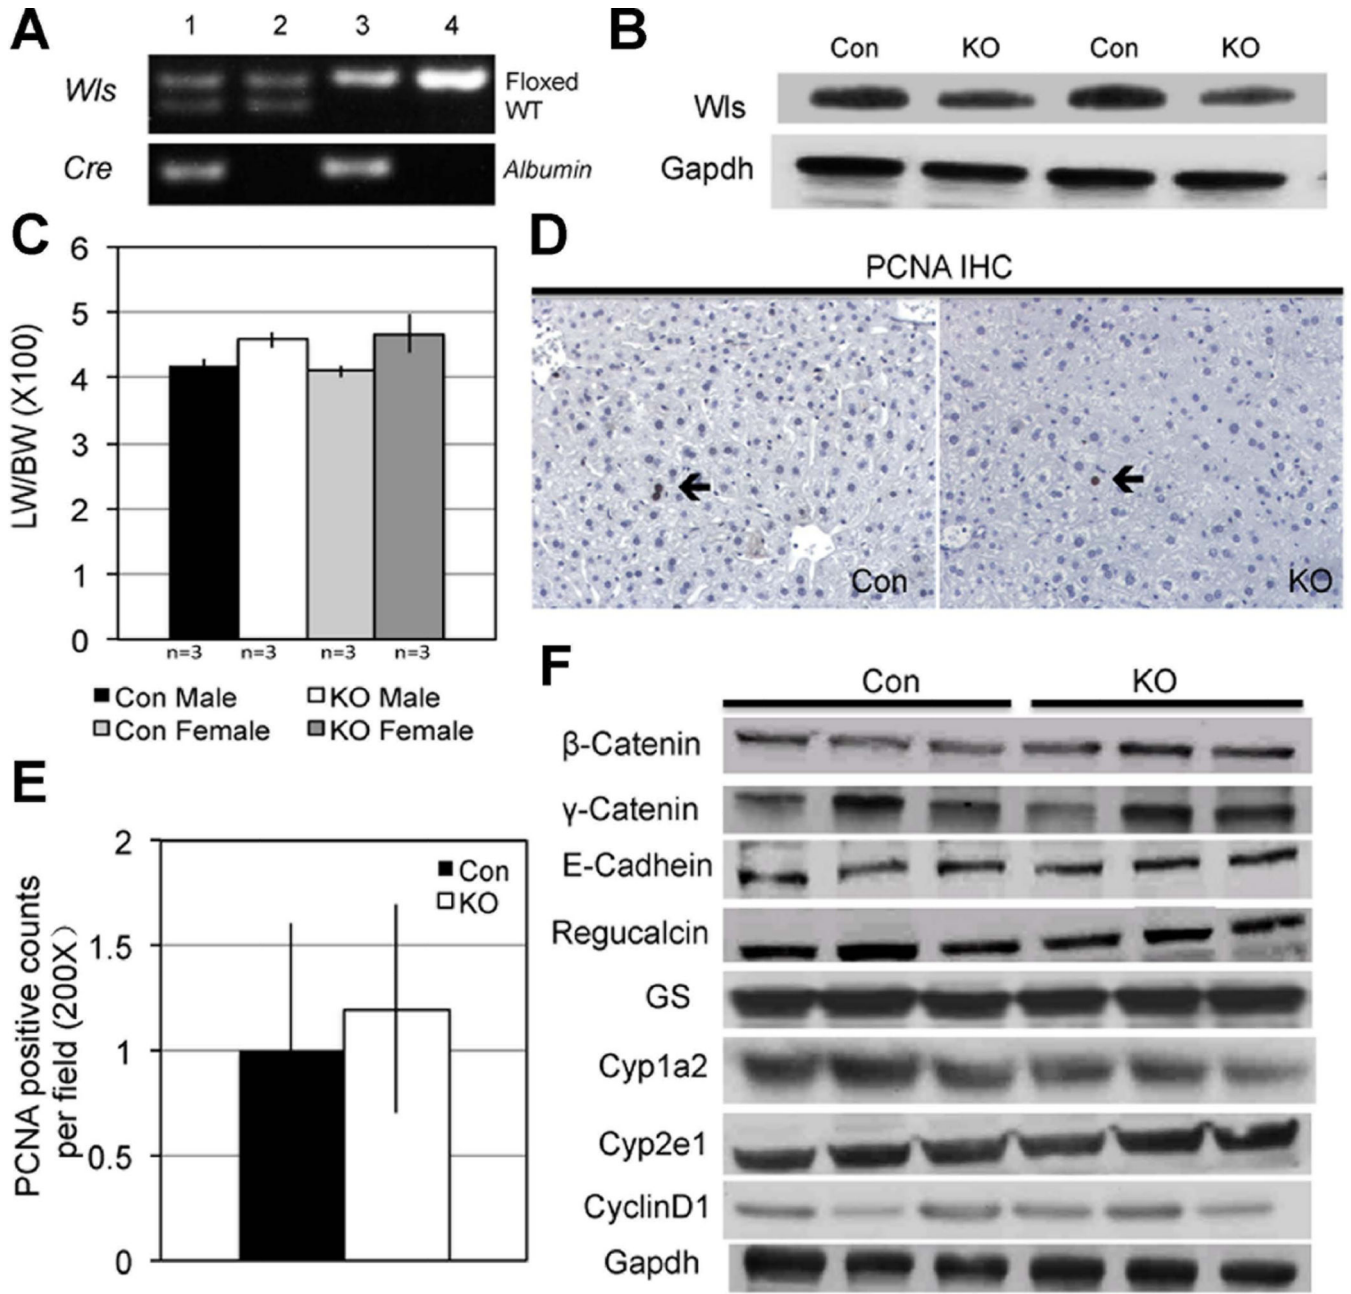 A
1 2 3 4
Wls
Floxed
WT
Cre
Albumin
B
Con KO Con KO
Wls
Gapdh
C
LW/BW (X100)
6
5
4
3
2
1
0
n=3 n=3 n=3 n=3
Con Male KO Male
Con Female KO Female
D
PCNA IHC
Con
KO
E
PCNA positive counts
per field (200X)
2
1.5
1
0.5
0
Con
KO
F
Con KO
β-Catenin
γ-Catenin
E-Cadhein
Regucalcin
GS
Cyp1a2
Cyp2e1
CyclinD1
Gapdh